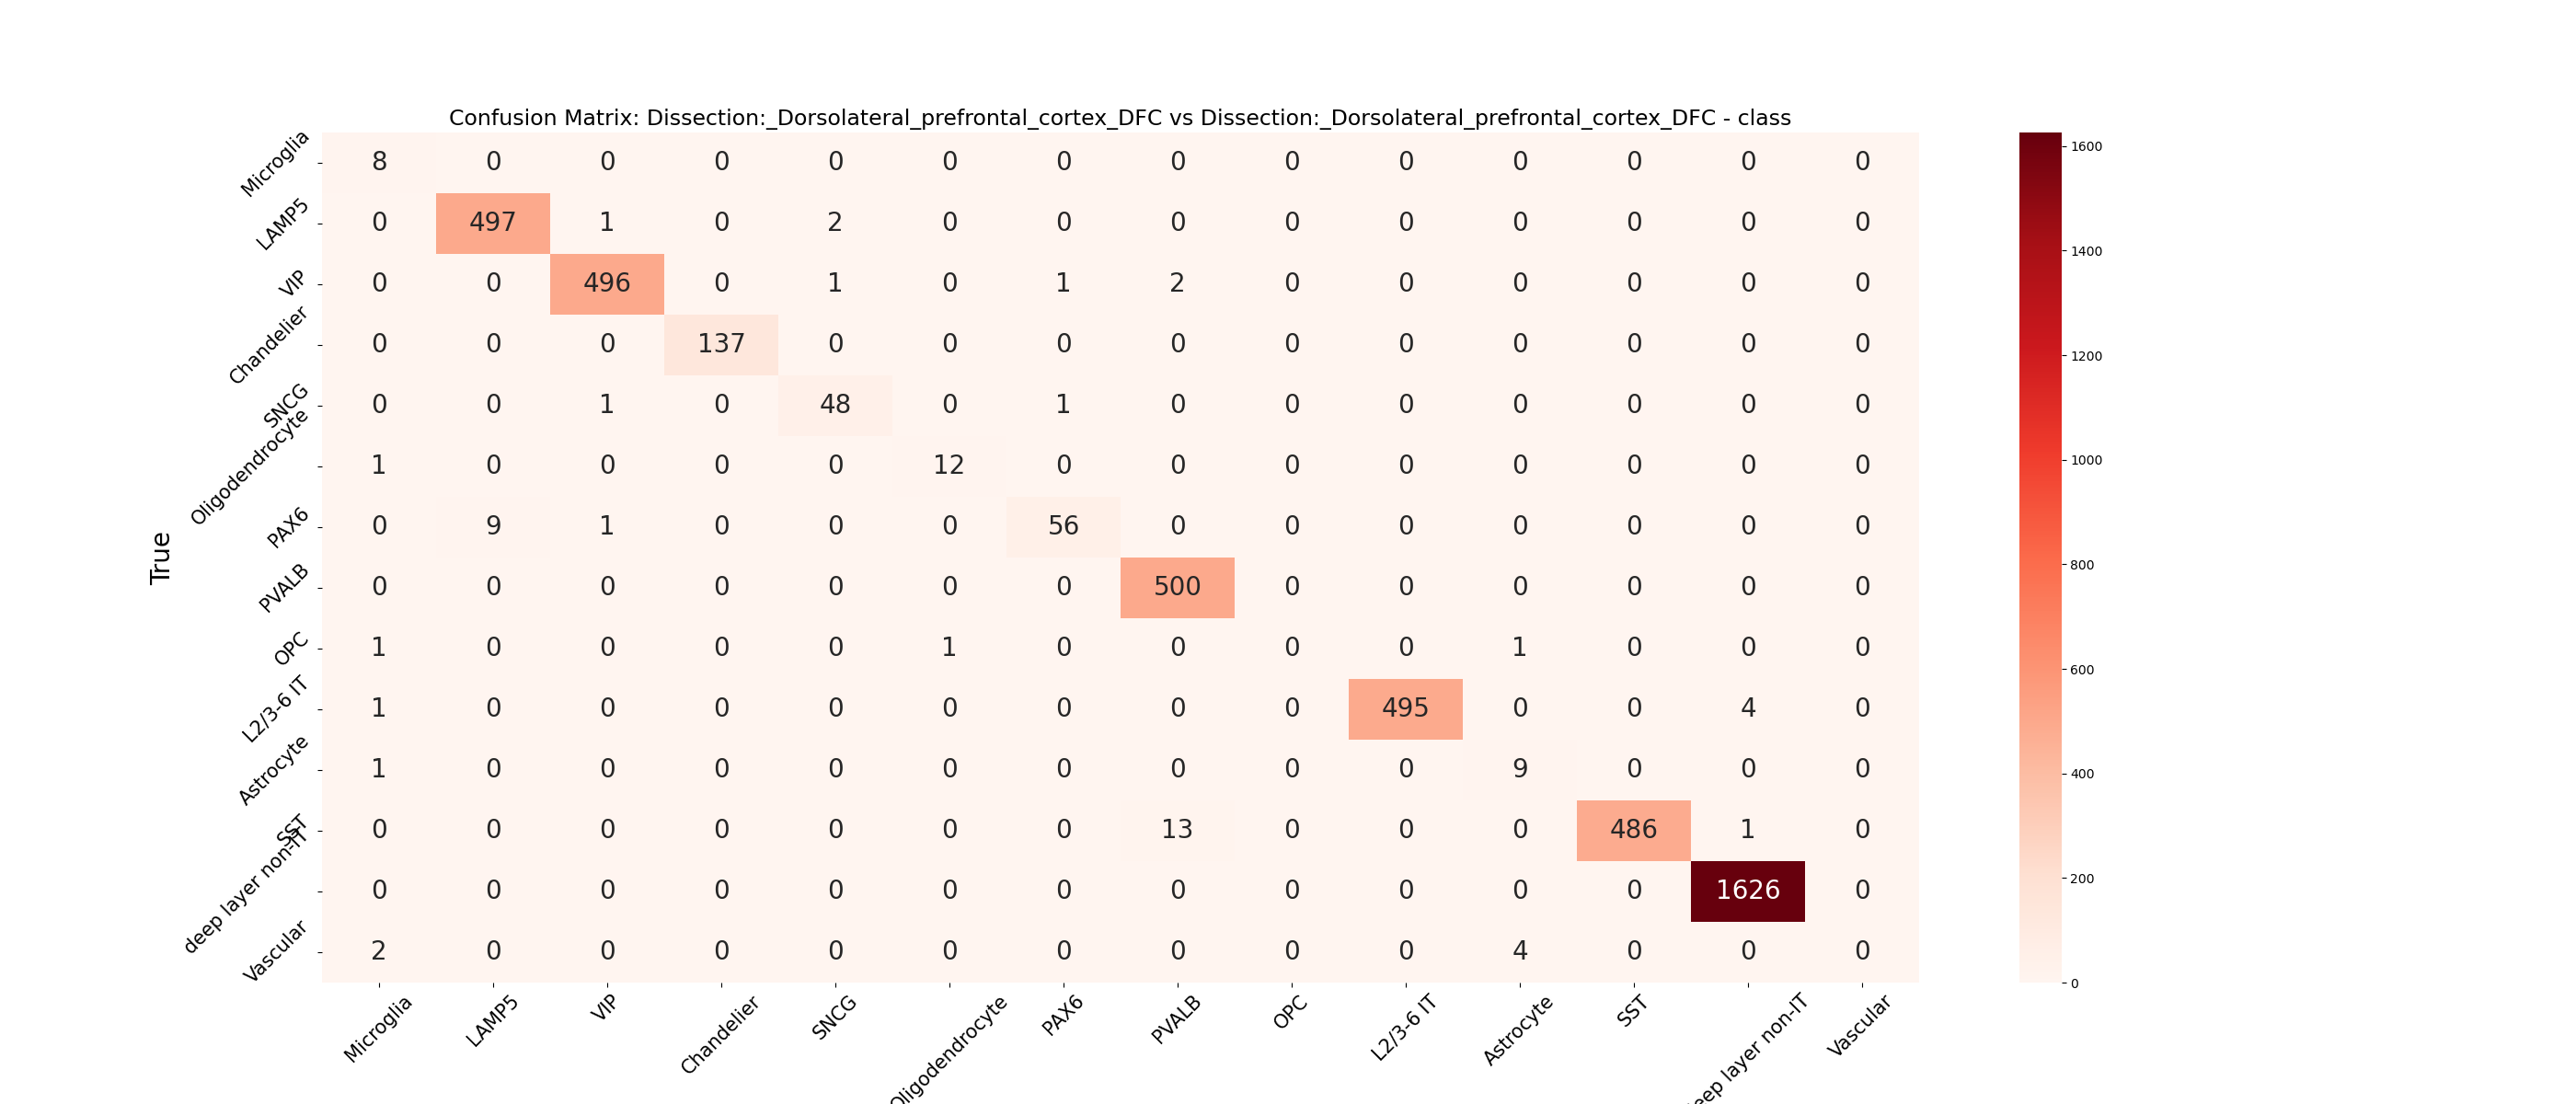 Confusion Matrix: Dissection:_Dorsolateral_prefrontal_cortex_DFC vs Dissection:_Dorsolateral_prefrontal_cortex_DFC - class
True
Microglia 8 0 0 0 0 0 0 0 0 0 0 0 0 0
LAMP5 0 497 1 0 2 0 0 0 0 0 0 0 0 0
VIP 0 0 496 0 1 0 1 2 0 0 0 0 0 0
Chandelier 0 0 0 137 0 0 0 0 0 0 0 0 0 0
SNCG 0 0 1 0 48 0 1 0 0 0 0 0 0 0
Oligodendrocyte 1 0 0 0 0 12 0 0 0 0 0 0 0 0
PAX6 0 9 1 0 0 0 56 0 0 0 0 0 0 0
PVALB 0 0 0 0 0 0 0 500 0 0 0 0 0 0
OPC 1 0 0 0 0 1 0 0 0 0 1 0 0 0
L2/3-6 IT 1 0 0 0 0 0 0 0 0 495 0 0 4 0
Astrocyte 1 0 0 0 0 0 0 0 0 0 9 0 0 0
SST 0 0 0 0 0 0 0 13 0 0 0 486 1 0
deep layer non-IT 0 0 0 0 0 0 0 0 0 0 0 0 1626 0
Vascular 2 0 0 0 0 0 0 0 0 0 4 0 0 0
Microglia LAMP5 VIP Chandelier SNCG Oligodendrocyte PAX6 PVALB OPC L2/3-6 IT Astrocyte SST eep layer non-IT Vascular
1600
1400
1200
1000
800
600
400
200
0